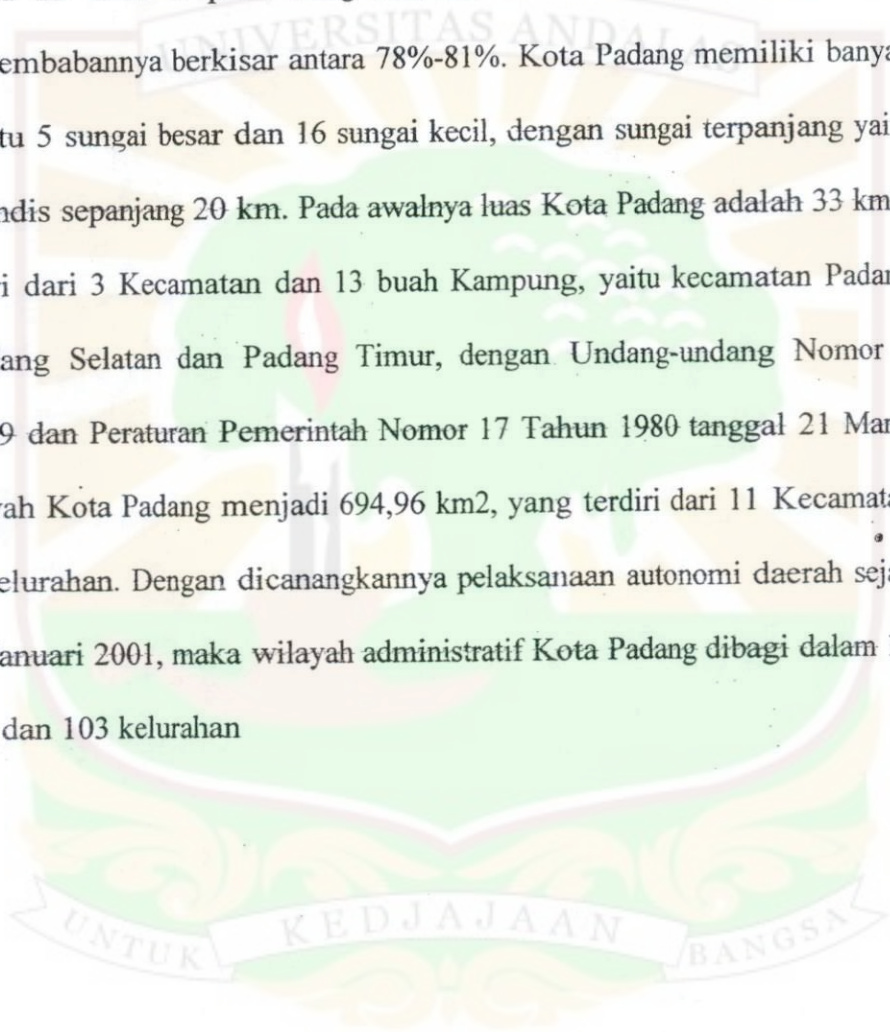 UNIVERSITAS ANDALAS
embabannya berkisar antara 78%-81%. Kota Padang memiliki banya
tu 5 sungai besar dan 16 sungai kecil, dengan sungai terpanjang yai
ndis sepanjang 20 km. Pada awalnya luas Kota Padang adalah 33 km
i dari 3 Kecamatan dan 13 buah Kampung, yaitu kecamatan Padan
ang Selatan dan Padang Timur, dengan Undang-undang Nomor
9 dan Peraturan Pemerintah Nomor 17 Tahun 1980 tanggal 21 Mar
ah Kota Padang menjadi 694,96 km2, yang terdiri dari 11 Kecamata
elurahan. Dengan dicanangkannya pelaksanaan autonomi daerah seja
anuari 2001, maka wilayah administratif Kota Padang dibagi dalam
dan 103 kelurahan
UNTUK KEDJAJAAN BANGSA